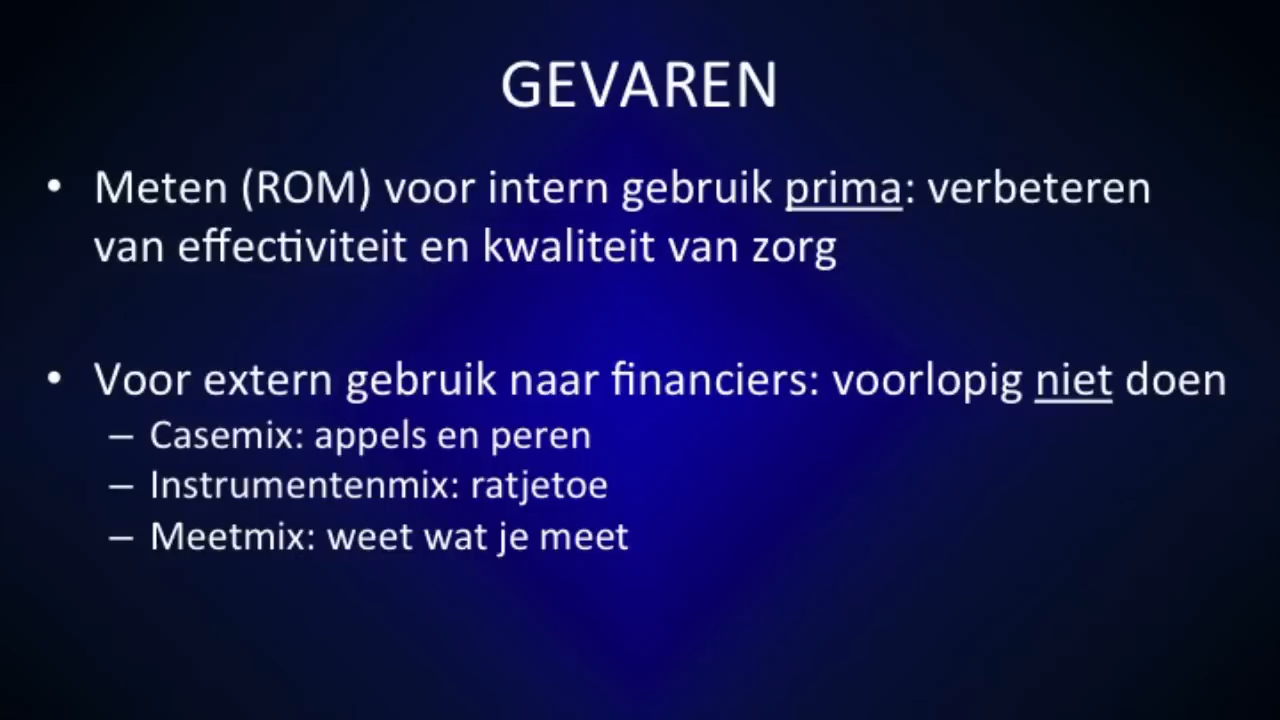 GEVAREN
• Meten (ROM) voor intern gebruik prima: verbeteren
van effectiviteit en kwaliteit van zorg
• Voor extern gebruik naar financiers: voorlopig niet doen
– Casemix: appels en peren
– Instrumentenmix: ratjetoe
– Meetmix: weet wat je meet